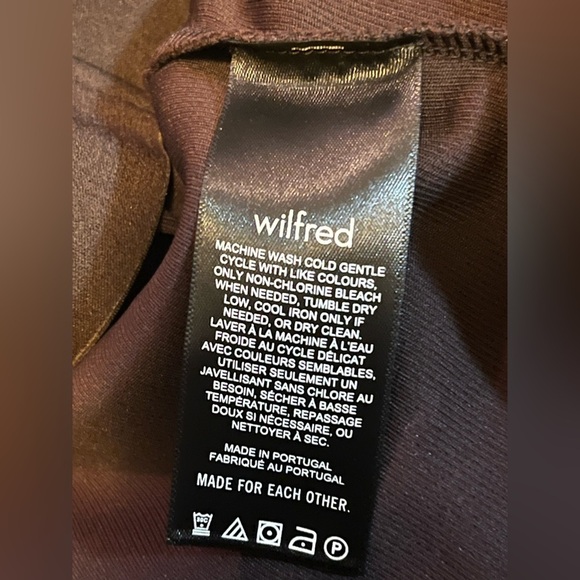 wilfred
MACHINE WASH COLD GENTLE
CYCLE WITH LIKE COLOURS,
ONLY NON-CHLORINE BLEACH
WHEN NEEDED, TUMBLE DRY
LOW, COOL IRON ONLY IF
NEEDED, OR DRY CLEAN.
LAVER À LA MACHINE À L'EAU
FROIDE AU CYCLE DÉLICAT
AVEC COULEURS SEMBLABLES,
UTILISER SEULEMENT UN
JAVELLISANT SANS CHLORE AU
BESOIN, SÉCHER À BASSE
TEMPÉRATURE, REPASSAGE
DOUX SI NÉCESSAIRE, OU
NETTOYER À SEC.
MADE IN PORTUGAL
FABRIQUÉ AU PORTUGAL
MADE FOR EACH OTHER.
30C P